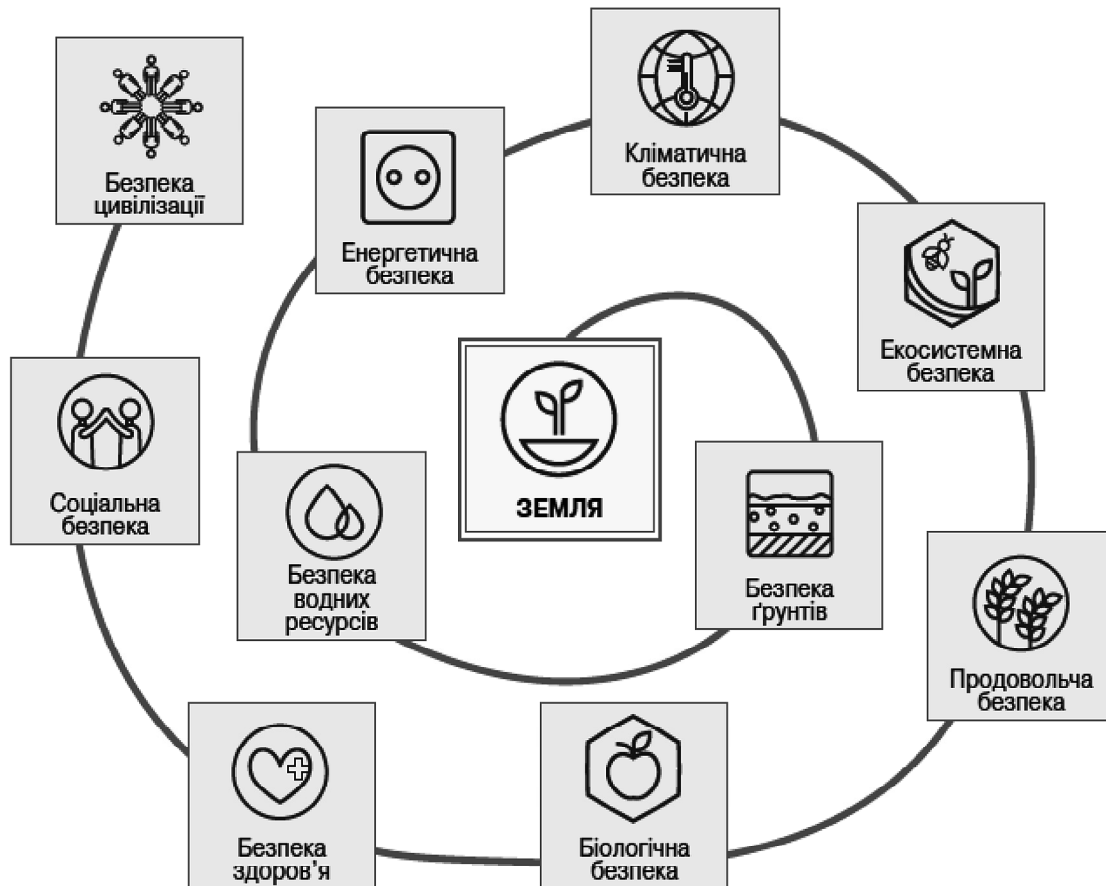 Безпека
цивілізації
Енергетична
безпека
Кліматична
безпека
Екосистемна
безпека
Соціальна
безпека
ЗЕМЛЯ
Безпека
водних
ресурсів
Безпека
ґрунтів
Продовольча
безпека
Безпека
здоров’я
Біологічна
безпека